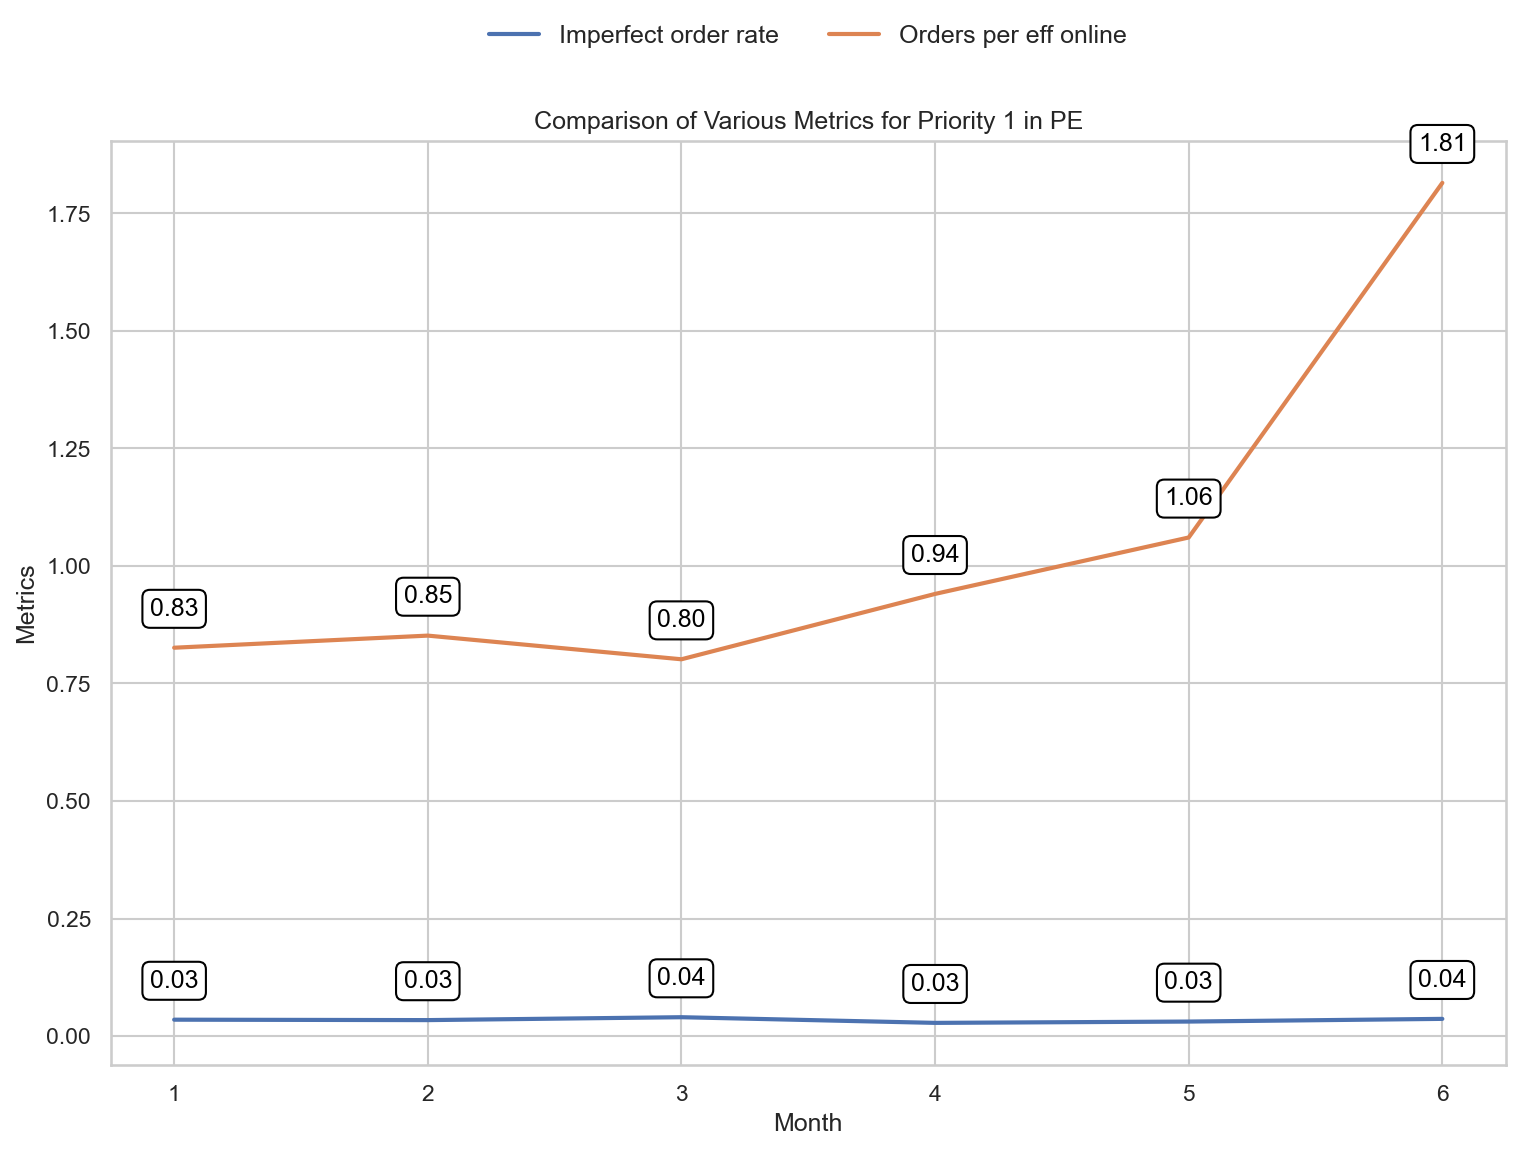 Imperfect order rate Orders per eff online
Comparison of Various Metrics for Priority 1 in PE
1.81
1.75
1.50
1.25
1.06
1.00
0.94
0.83 0.85 0.80
Metrics
0.75
0.50
0.25
0.03 0.03 0.04 0.03 0.03 0.04
0.00
1 2 3 4 5 6
Month